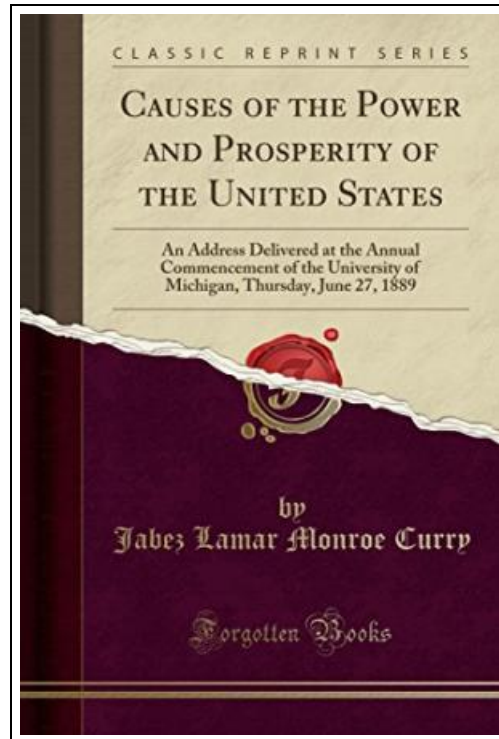 CLASSIC REPRINT SERIES
CAUSES OF THE POWER
AND PROSPERITY OF
THE UNITED STATES
An Address Delivered at the Annual
Commencement of the University of
Michigan, Thursday, June 27, 1889
by
Jabez Lamar Monroe Curry
Forgotten Books